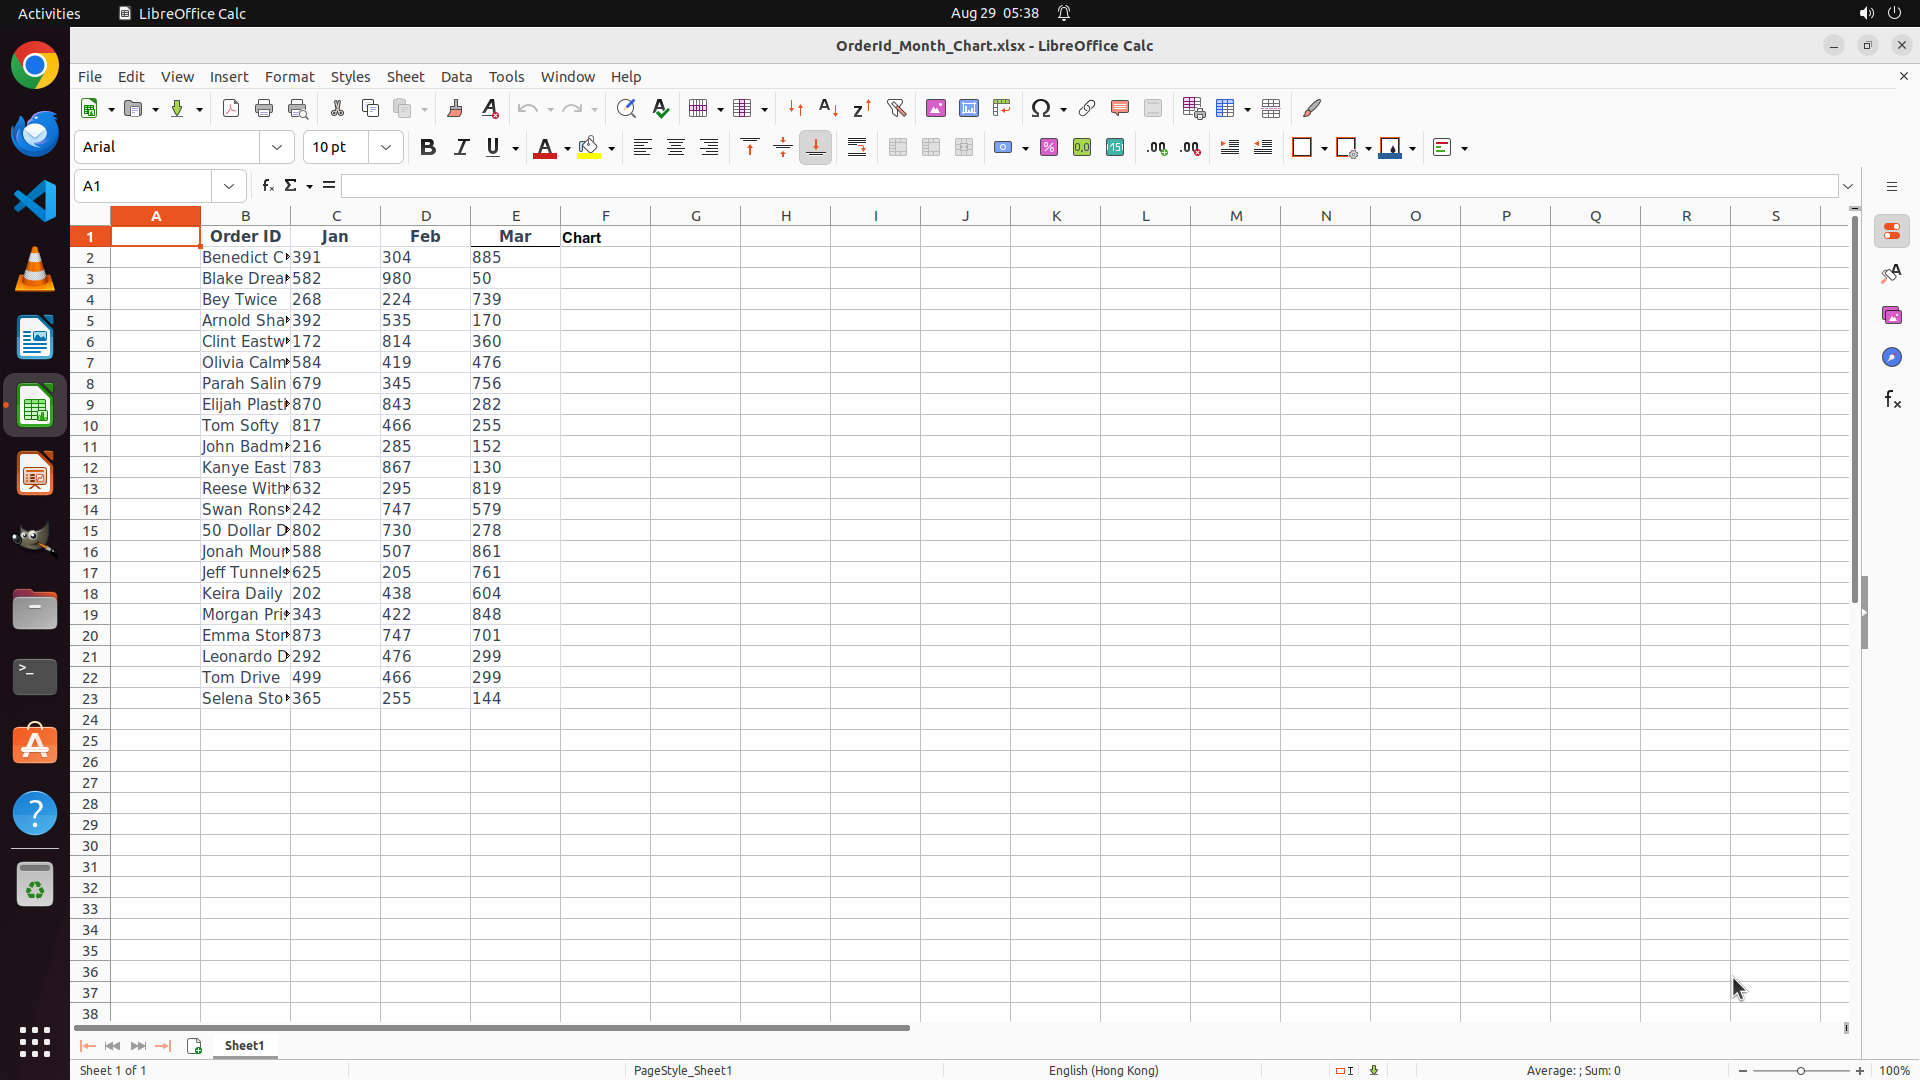 Activities
LibreOffice Calc
Aug 29 05:38
OrderId_Month_Chart.xlsx - LibreOffice Calc
File Edit View Insert Format Styles Sheet Data Tools Window Help
Arial
10 pt
A1
A B C D E F G H I J K L M N O P Q R S
1 Order ID Jan Feb Mar Chart
2 Benedict C 391 304 885
3 Blake Drea 582 980 50
4 Bey Twice 268 224 739
5 Arnold Sha 392 535 170
6 Clint Eastw 172 814 360
7 Olivia Calm 584 419 476
8 Parah Salin 679 345 756
9 Elijah Plasti 870 843 282
10 Tom Softy 817 466 255
11 John Badm 216 285 152
12 Kanye East 783 867 130
13 Reese With 632 295 819
14 Swan Rons 242 747 579
15 50 Dollar D 802 730 278
16 Jonah Mour 588 507 861
17 Jeff Tunnels 625 205 761
18 Keira Daily 202 438 604
19 Morgan Pri 343 422 848
20 Emma Stor 873 747 701
21 Leonardo D 292 476 299
22 Tom Drive 499 466 299
23 Selena Sto 365 255 144
24
25
26
27
28
29
30
31
32
33
34
35
36
37
38
Sheet1
Sheet 1 of 1
PageStyle_Sheet1
English (Hong Kong)
Average: ; Sum: 0
100%